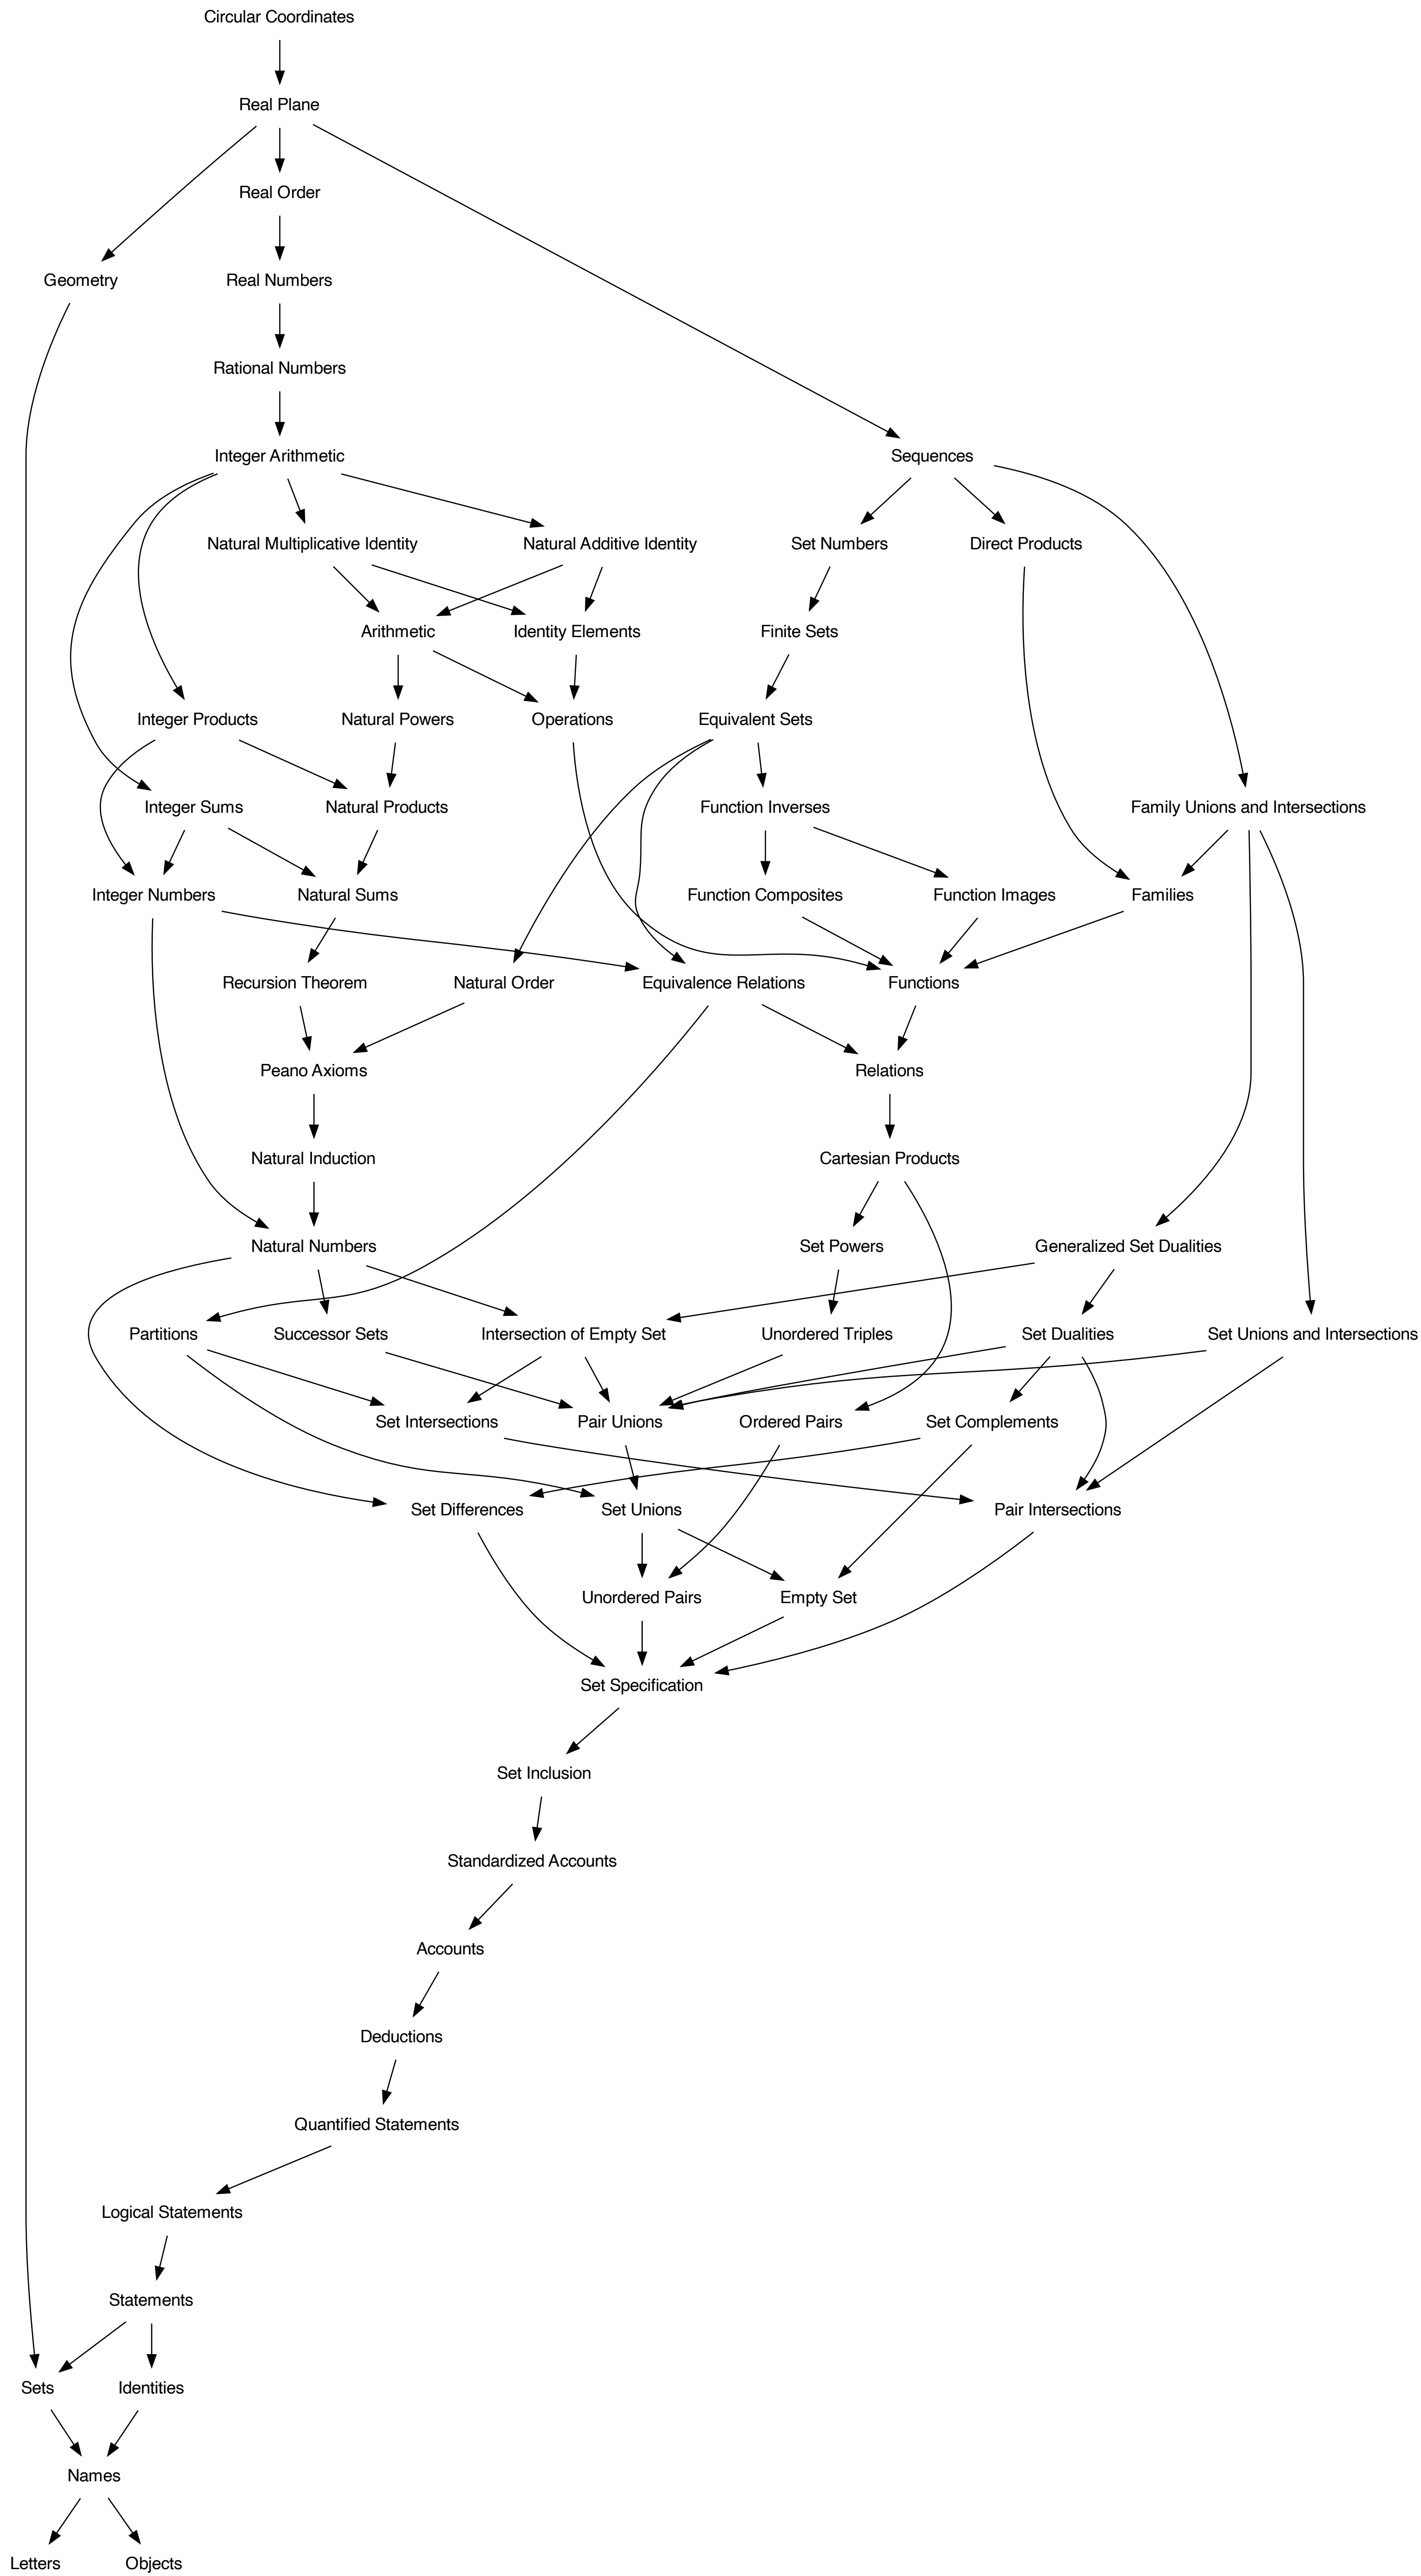 Circular Coordinates
Real Plane
Real Order
Geometry
Real Numbers
Rational Numbers
Integer Arithmetic
Sequences
Natural Multiplicative Identity
Natural Additive Identity
Set Numbers
Direct Products
Arithmetic
Identity Elements
Finite Sets
Integer Products
Natural Powers
Operations
Equivalent Sets
Integer Sums
Natural Products
Function Inverses
Family Unions and Intersections
Integer Numbers
Natural Sums
Function Composites
Function Images
Families
Recursion Theorem
Natural Order
Equivalence Relations
Functions
Peano Axioms
Relations
Natural Induction
Cartesian Products
Natural Numbers
Set Powers
Generalized Set Dualities
Partitions
Successor Sets
Intersection of Empty Set
Unordered Triples
Set Dualities
Set Unions and Intersections
Set Intersections
Pair Unions
Ordered Pairs
Set Complements
Set Differences
Set Unions
Pair Intersections
Unordered Pairs
Empty Set
Set Specification
Set Inclusion
Standardized Accounts
Accounts
Deductions
Quantified Statements
Logical Statements
Statements
Sets
Identities
Names
Letters
Objects